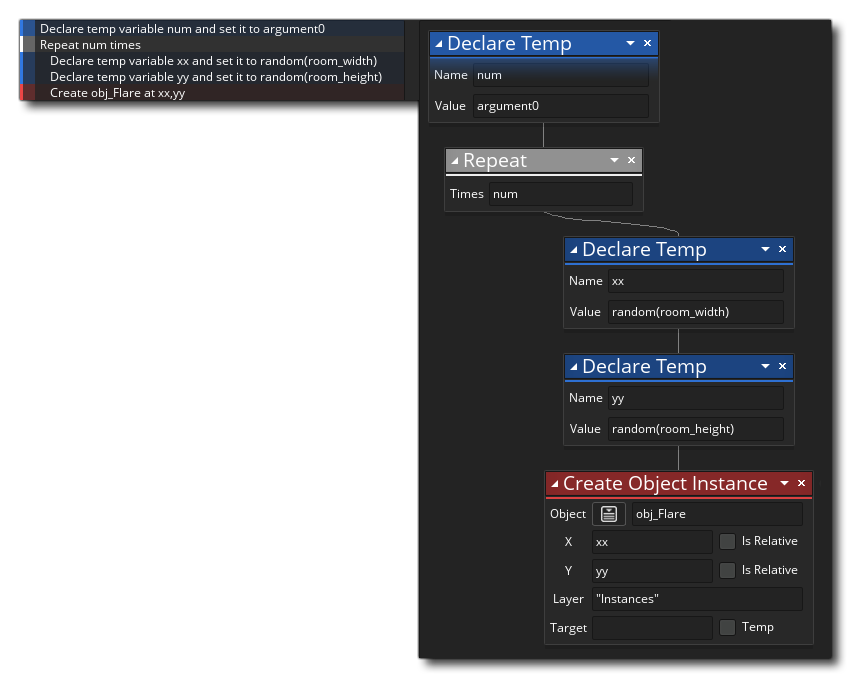 Declare temp variable num and set it to argument0
Repeat num times
Declare temp variable xx and set it to random(room_width)
Declare temp variable yy and set it to random(room_height)
Create obj_Flare at xx,yy
Declare Temp
Name num
Value argument0
Repeat
Times num
Declare Temp
Name xx
Value random(room_width)
Declare Temp
Name yy
Value random(room_height)
Create Object Instance
Object obj_Flare
X xx Is Relative
Y yy Is Relative
Layer "Instances"
Target Temp